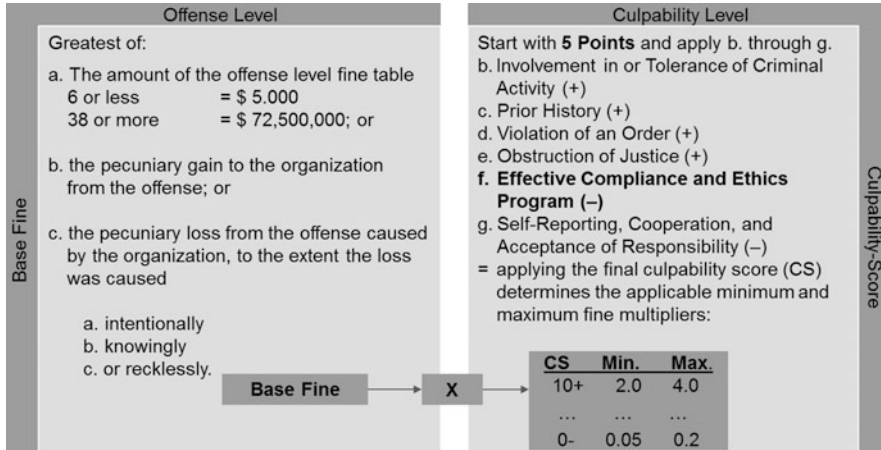 Offense Level
Base Fine
Greatest of:
a. The amount of the offense level fine table
6 or less = $ 5.000
38 or more = $ 72,500,000; or
b. the pecuniary gain to the organization
from the offense; or
c. the pecuniary loss from the offense caused
by the organization, to the extent the loss
was caused
a. intentionally
b. knowingly
c. or recklessly.
Base Fine
X
Culpability Level
Culpability-Score
Start with 5 Points and apply b. through g.
b. Involvement in or Tolerance of Criminal
Activity (+)
c. Prior History (+)
d. Violation of an Order (+)
e. Obstruction of Justice (+)
f. Effective Compliance and Ethics
Program (–)
g. Self-Reporting, Cooperation, and
Acceptance of Responsibility (–)
= applying the final culpability score (CS)
determines the applicable minimum and
maximum fine multipliers:
CS Min. Max.
10+ 2.0 4.0
... ... ...
0- 0.05 0.2